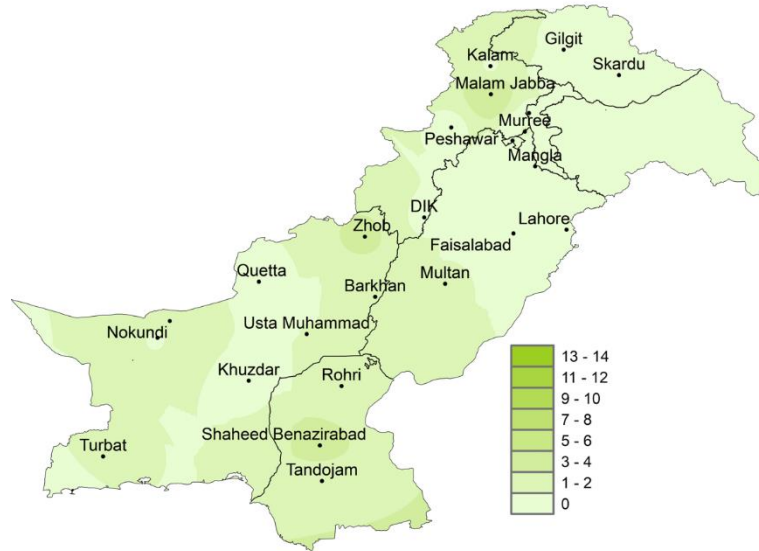 Gilgit
Kalam
Skardu
Malam Jabba
Murree
Peshawar
Mangla
DIK
Lahore
Zhob
Faisalabad
Quetta
Multan
Barkhan
Nokundi
Usta Muhammad
Khuzdar
Rohri
Shaheed Benazirabad
Turbat
Tandojam
13 - 14
11 - 12
9 - 10
7 - 8
5 - 6
3 - 4
1 - 2
0